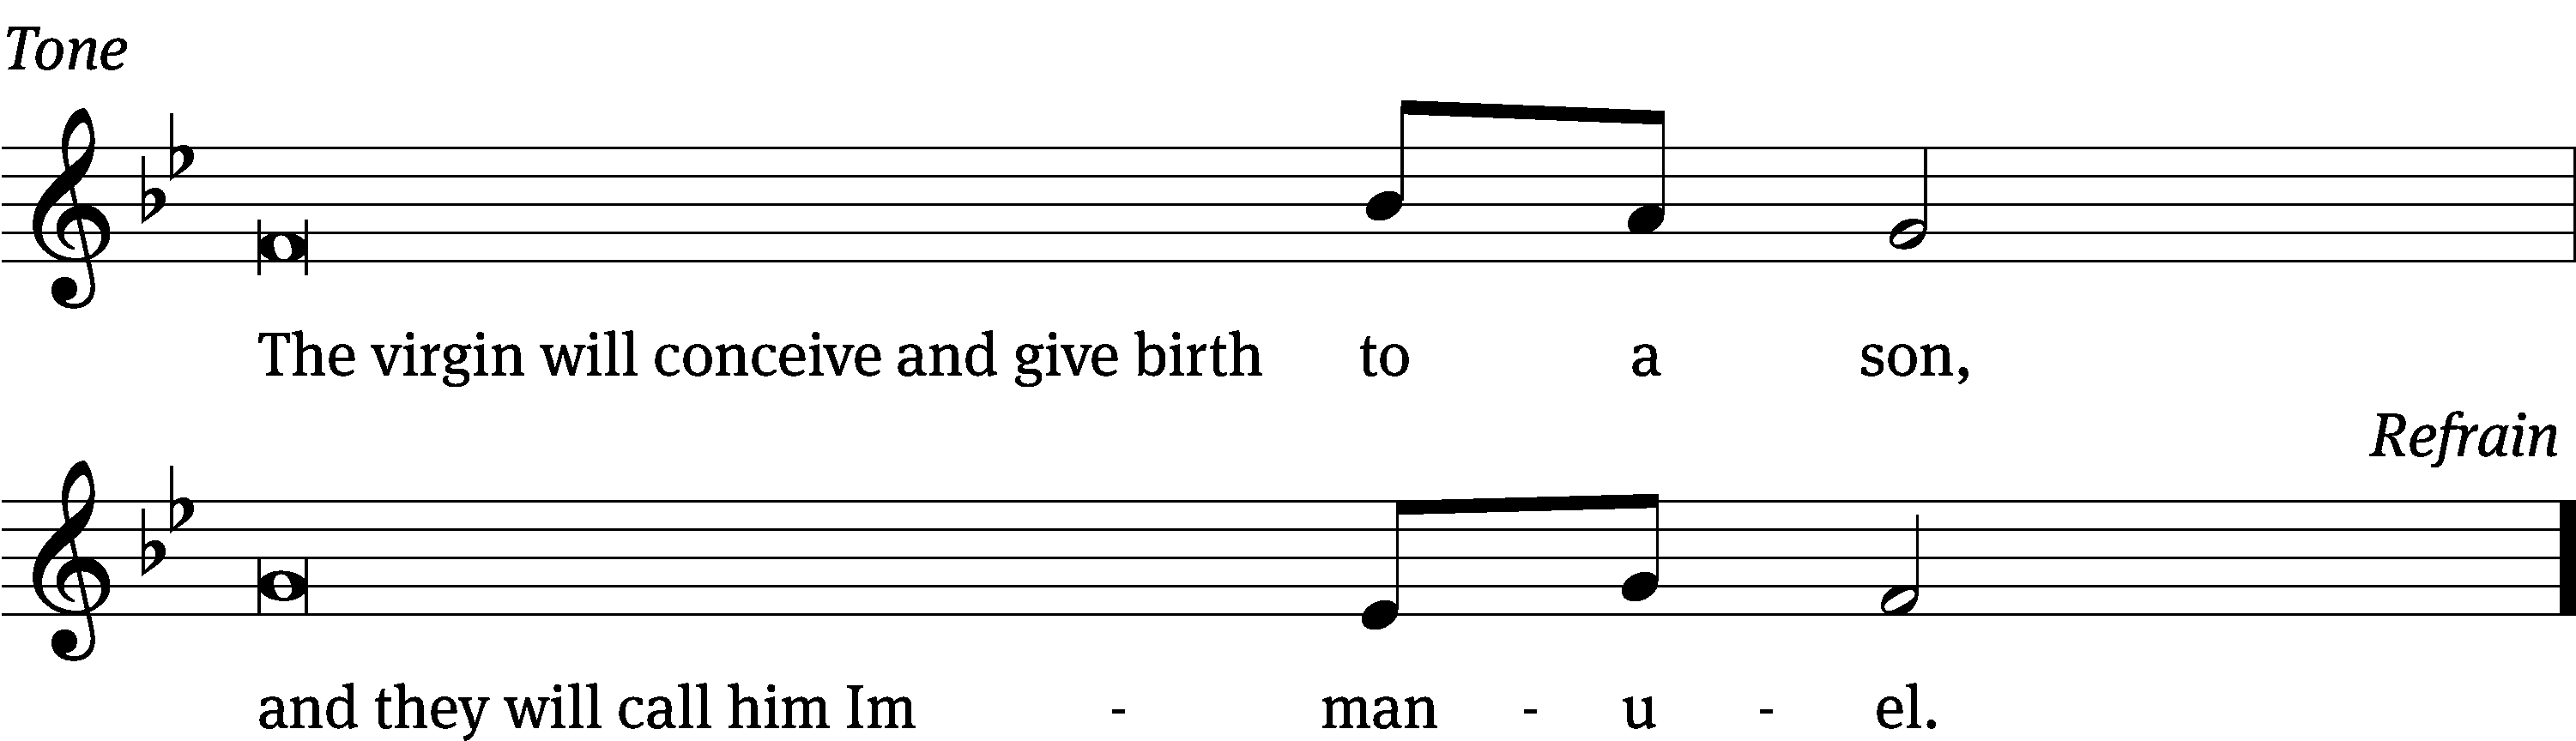 Tone
The virgin will conceive and give birth to a son,
Refrain
and they will call him Im - man - u - el.